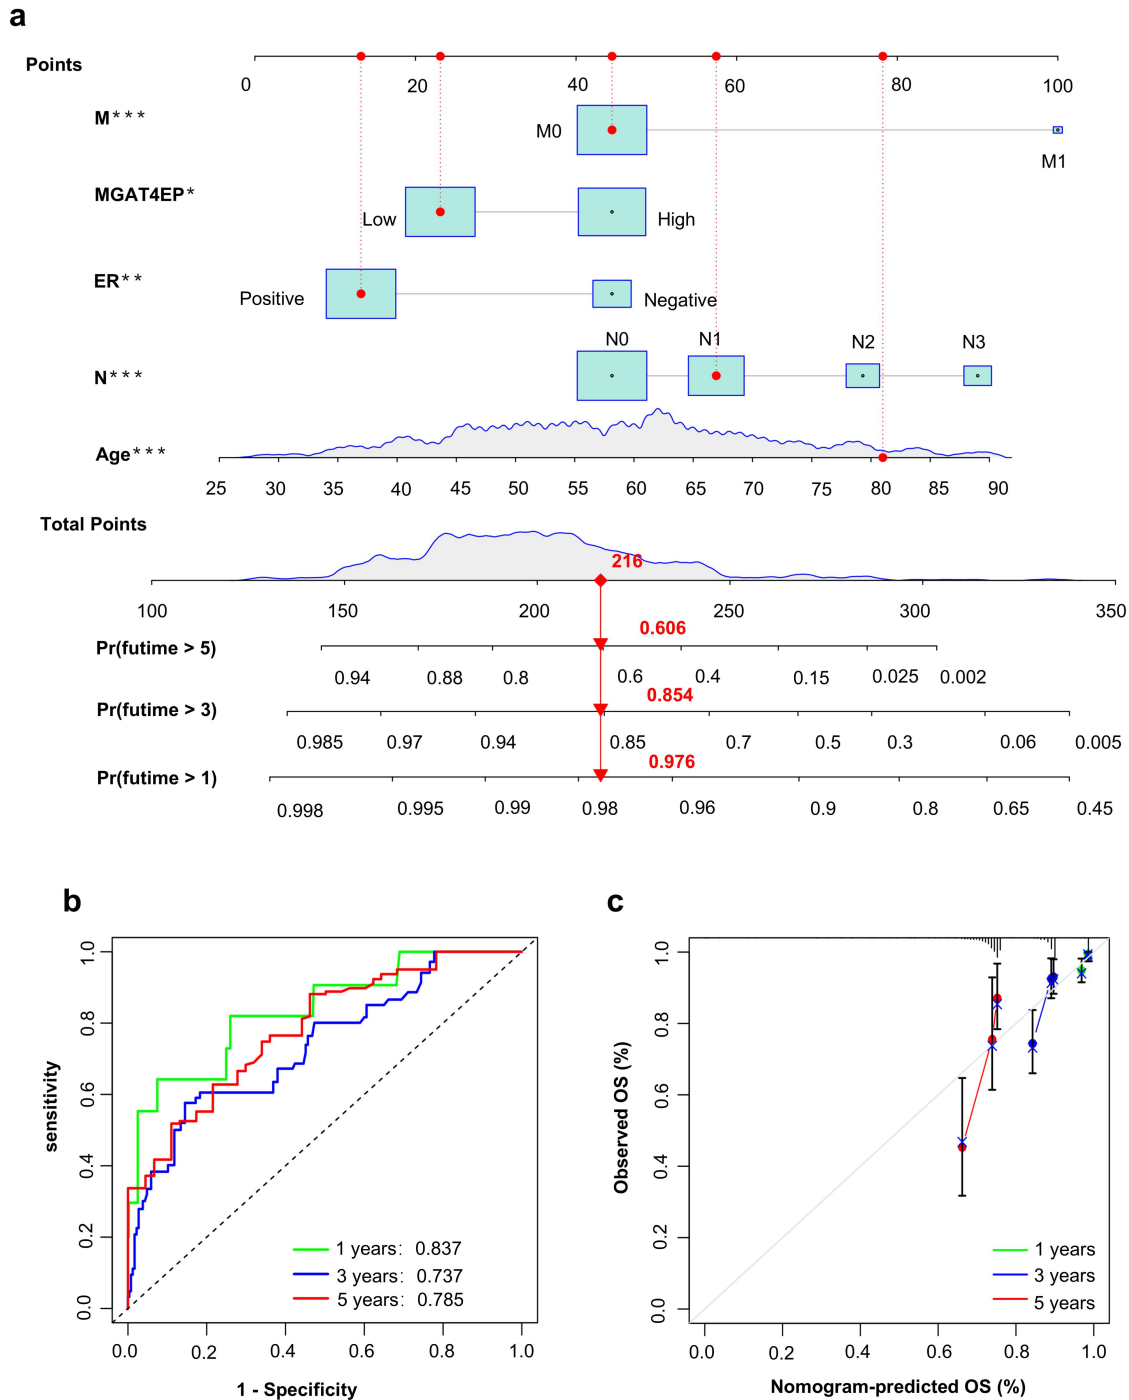 a
Points
0 20 40 60 80 100
M***
M0
M1
MGAT4EP*
Low
High
ER**
Positive
Negative
N0 N1 N2 N3
N***
Age***
25 30 35 40 45 50 55 60 65 70 75 80 85 90
Total Points
216
100 150 200 250 300 350
0.606
Pr(futime > 5)
0.94 0.88 0.8 0.6 0.4 0.15 0.025 0.002
0.854
Pr(futime > 3)
0.985 0.97 0.94 0.85 0.7 0.5 0.3 0.06 0.005
0.976
Pr(futime > 1)
0.998 0.995 0.99 0.98 0.96 0.9 0.8 0.65 0.45
b
sensitivity
1.0
0.8
0.6
0.4
0.2
0.0
1 years: 0.837
3 years: 0.737
5 years: 0.785
0.0 0.2 0.4 0.6 0.8 1.0
1 - Specificity
c
Observed OS (%)
1.0
0.8
0.6
0.4
0.2
0.0
1 years
3 years
5 years
0.0 0.2 0.4 0.6 0.8 1.0
Nomogram-predicted OS (%)